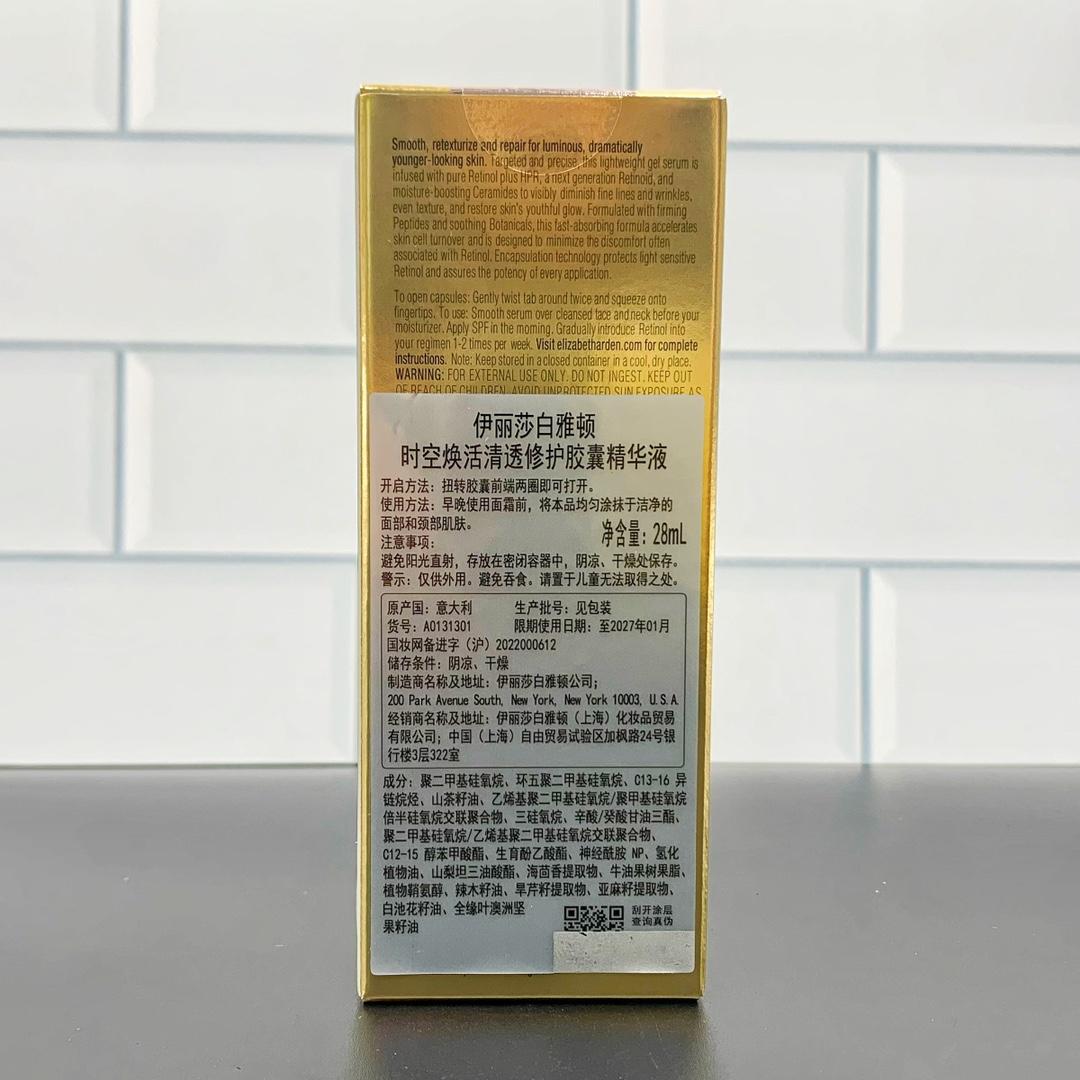 Smooth, retexturize and repair for luminous, dramatically
younger-looking skin. Targeted and precise, this lightweight gel serum is
infused with pure Retinol plus HPR, a next generation Retinoid, and
moisture-boosting Ceramides to visibly diminish fine lines and wrinkles,
even texture, and restore skin's youthful glow. Formulated with firming
Peptides and soothing Botanicals, this fast-absorbing formula accelerates
skin cell turnover and is designed to minimize the discomfort often
associated with Retinol. Encapsulation technology protects light sensitive
Retinol and assures the potency of every application.
To open capsules: Gently twist tab around twice and squeeze onto
fingertips. To use: Smooth serum over cleansed face and neck before your
moisturizer. Apply SPF in the morning. Gradually introduce Retinol into
your regimen 1-2 times per week. Visit elizabetharden.com for complete
instructions. Note: Keep stored in a closed container in a cool, dry place.
WARNING: FOR EXTERNAL USE ONLY. DO NOT INGEST. KEEP OUT
OF REACH OF CHILDREN. AVOID UNPROTECTED SUN EXPOSURE AS
伊丽莎白雅顿
时空焕活清透修护胶囊精华液
开启方法：扭转胶囊前端两圈即可打开。
使用方法：早晚使用面霜前，将本品均匀涂抹于洁净的
面部和颈部肌肤。
净含量：28mL
注意事项：
避免阳光直射，存放在密闭容器中，阴凉、干燥处保存。
警示：仅供外用。避免吞食。请置于儿童无法取得之处。
原产国：意大利 生产批号：见包装
货号：A0131301 限期使用日期：至2027年01月
国妆网备进字（沪）2022000612
储存条件：阴凉、干燥
制造商名称及地址：伊丽莎白雅顿公司；
200 Park Avenue South, New York, New York 10003, U.S.A.
经销商名称及地址：伊丽莎白雅顿（上海）化妆品贸易
有限公司；中国（上海）自由贸易试验区加枫路24号银
行楼3层322室
成分：聚二甲基硅氧烷、环五聚二甲基硅氧烷、C13-16 异
链烷烃、山茶籽油、乙烯基聚二甲基硅氧烷/聚甲基硅氧烷
倍半硅氧烷交联聚合物、三硅氧烷、辛酸/癸酸甘油三酯、
聚二甲基硅氧烷/乙烯基聚二甲基硅氧烷交联聚合物、
C12-15 醇苯甲酸酯、生育酚乙酸酯、神经酰胺 NP、氢化
植物油、山梨坦三油酸酯、海茴香提取物、牛油果树果脂、
植物鞘氨醇、辣木籽油、旱芹籽提取物、亚麻籽提取物、
白池花籽油、全缘叶澳洲坚
果籽油
刮开涂层
查询真伪